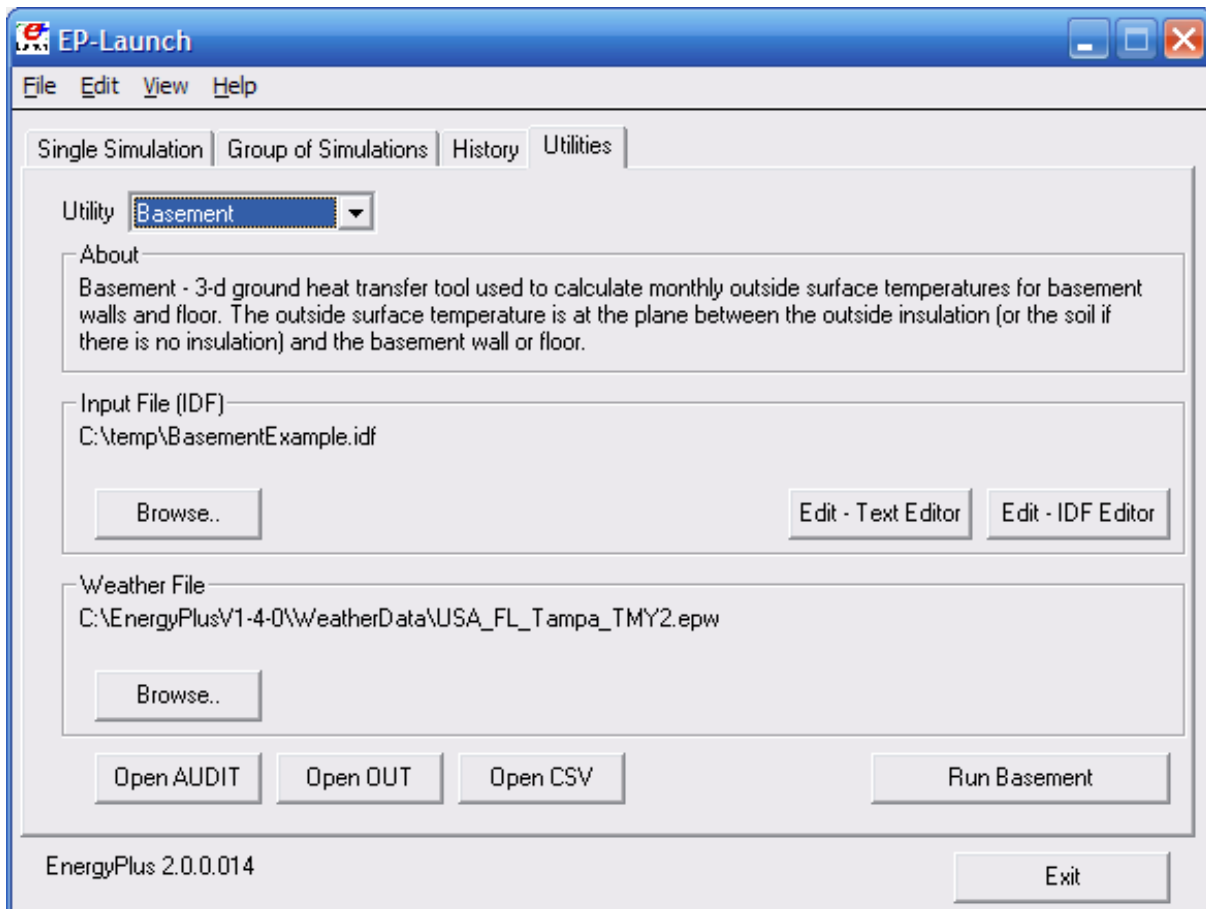 EP-Launch
File Edit View Help
Single Simulation Group of Simulations History Utilities
Utility Basement
About
Basement - 3-d ground heat transfer tool used to calculate monthly outside surface temperatures for basement
walls and floor. The outside surface temperature is at the plane between the outside insulation (or the soil if
there is no insulation) and the basement wall or floor.
Input File (IDF)
C:\temp\BasementExample.idf
Browse.. Edit - Text Editor Edit - IDF Editor
Weather File
C:\EnergyPlusV1-4-0\WeatherData\USA_FL_Tampa_TMY2.epw
Browse..
Open AUDIT Open OUT Open CSV Run Basement
EnergyPlus 2.0.0.014 Exit